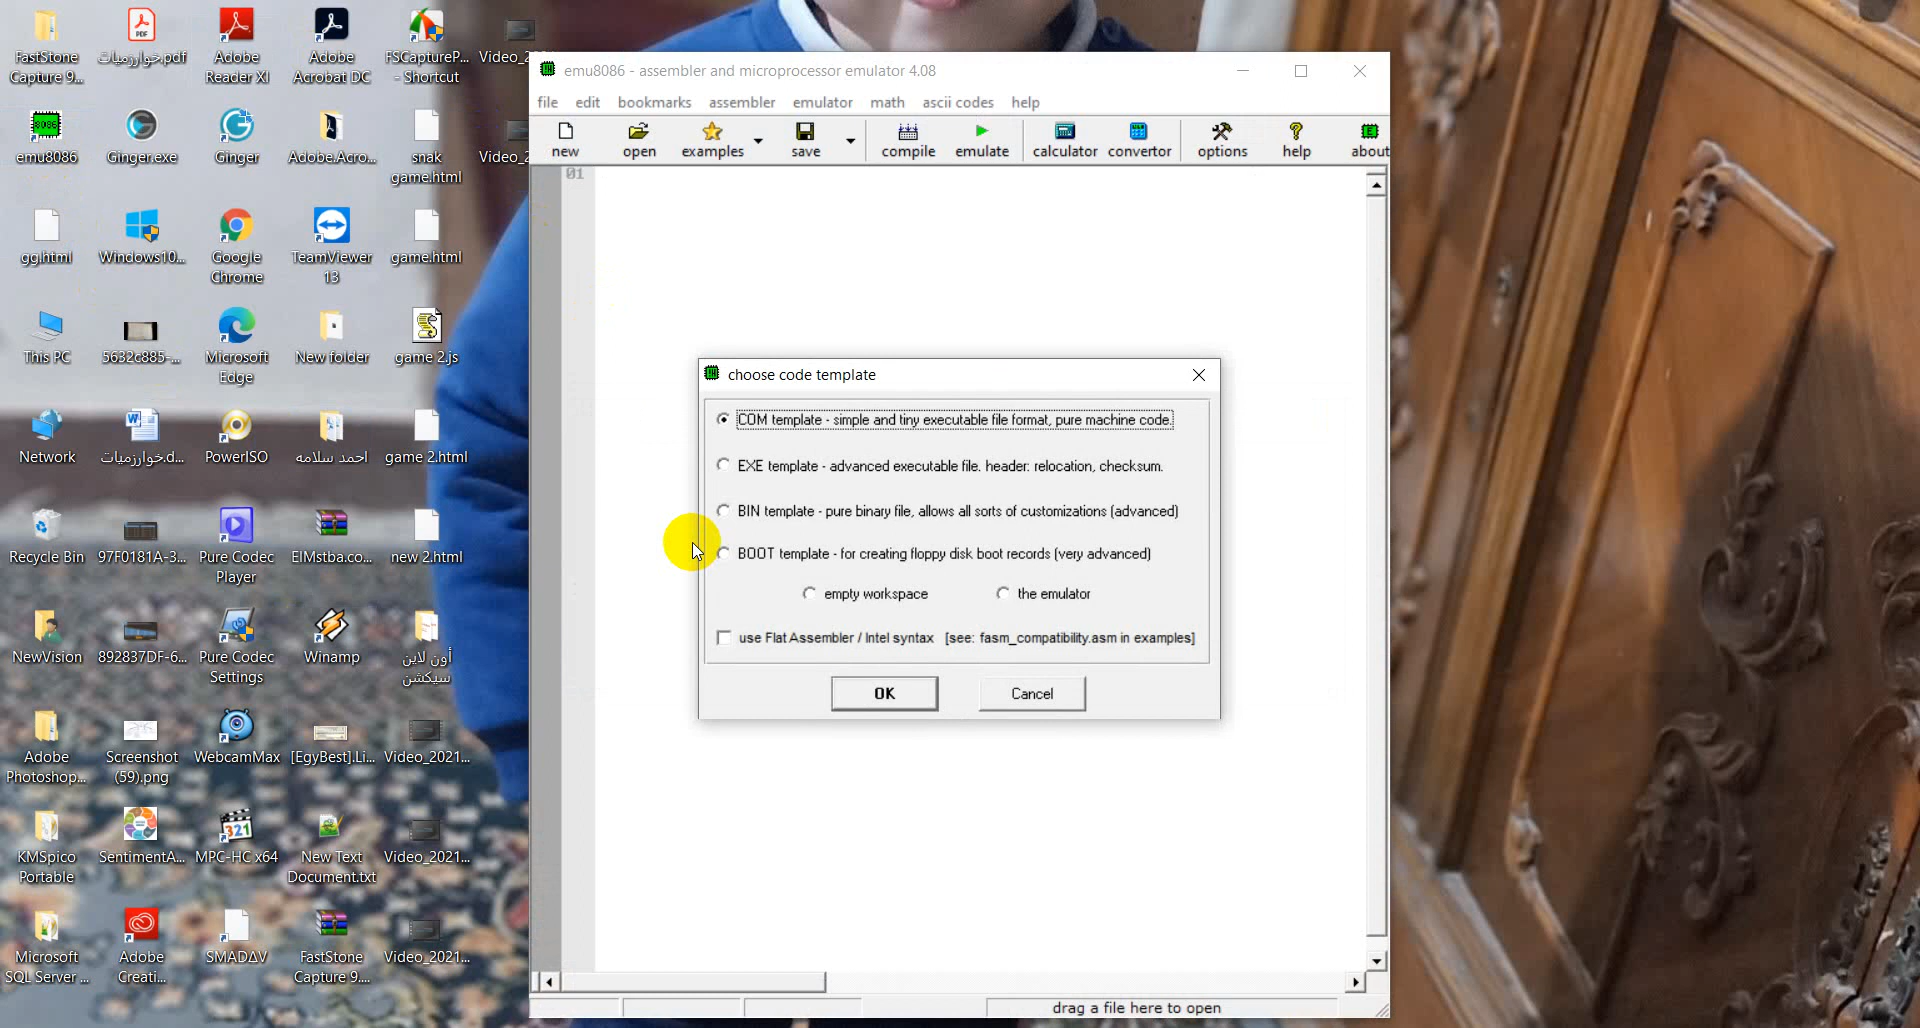 FastStone
Capture 9...
خوارزميات.pdf
Adobe
Reader XI
Adobe
Acrobat DC
FSCaptureP...
- Shortcut
emu8086
Ginger.exe
Ginger
Adobe.Acro...
snak
game.html
gg.html
Windows10...
Google
Chrome
TeamViewer
13
game.html
This PC
5632c885-...
Microsoft
Edge
New folder
game 2.js
Network
خوارزميات.d...
PowerISO
احمد سلامه
game 2.html
Recycle Bin
97F0181A-3...
Pure Codec
Player
ElMstba.co...
new 2.html
NewVision
892837DF-6...
Pure Codec
Settings
Winamp
أون لاين
سيكشن
Adobe
Photoshop...
Screenshot
(59).png
WebcamMax
[EgyBest].Li...
Video_2021...
KMSpico
Portable
SentimentA...
MPC-HC x64
New Text
Document.txt
Video_2021...
Microsoft
SQL Server ...
Adobe
Creati...
SMADΔV
FastStone
Capture 9....
Video_2021...
emu8086 - assembler and microprocessor emulator 4.08
file edit bookmarks assembler emulator math ascii codes help
new open examples save compile emulate calculator convertor options help about
01
choose code template
COM template - simple and tiny executable file format, pure machine code.
EXE template - advanced executable file. header: relocation, checksum.
BIN template - pure binary file, allows all sorts of customizations (advanced)
BOOT template - for creating floppy disk boot records (very advanced)
empty workspace the emulator
use Flat Assembler / Intel syntax [see: fasm_compatibility.asm in examples]
OK Cancel
drag a file here to open